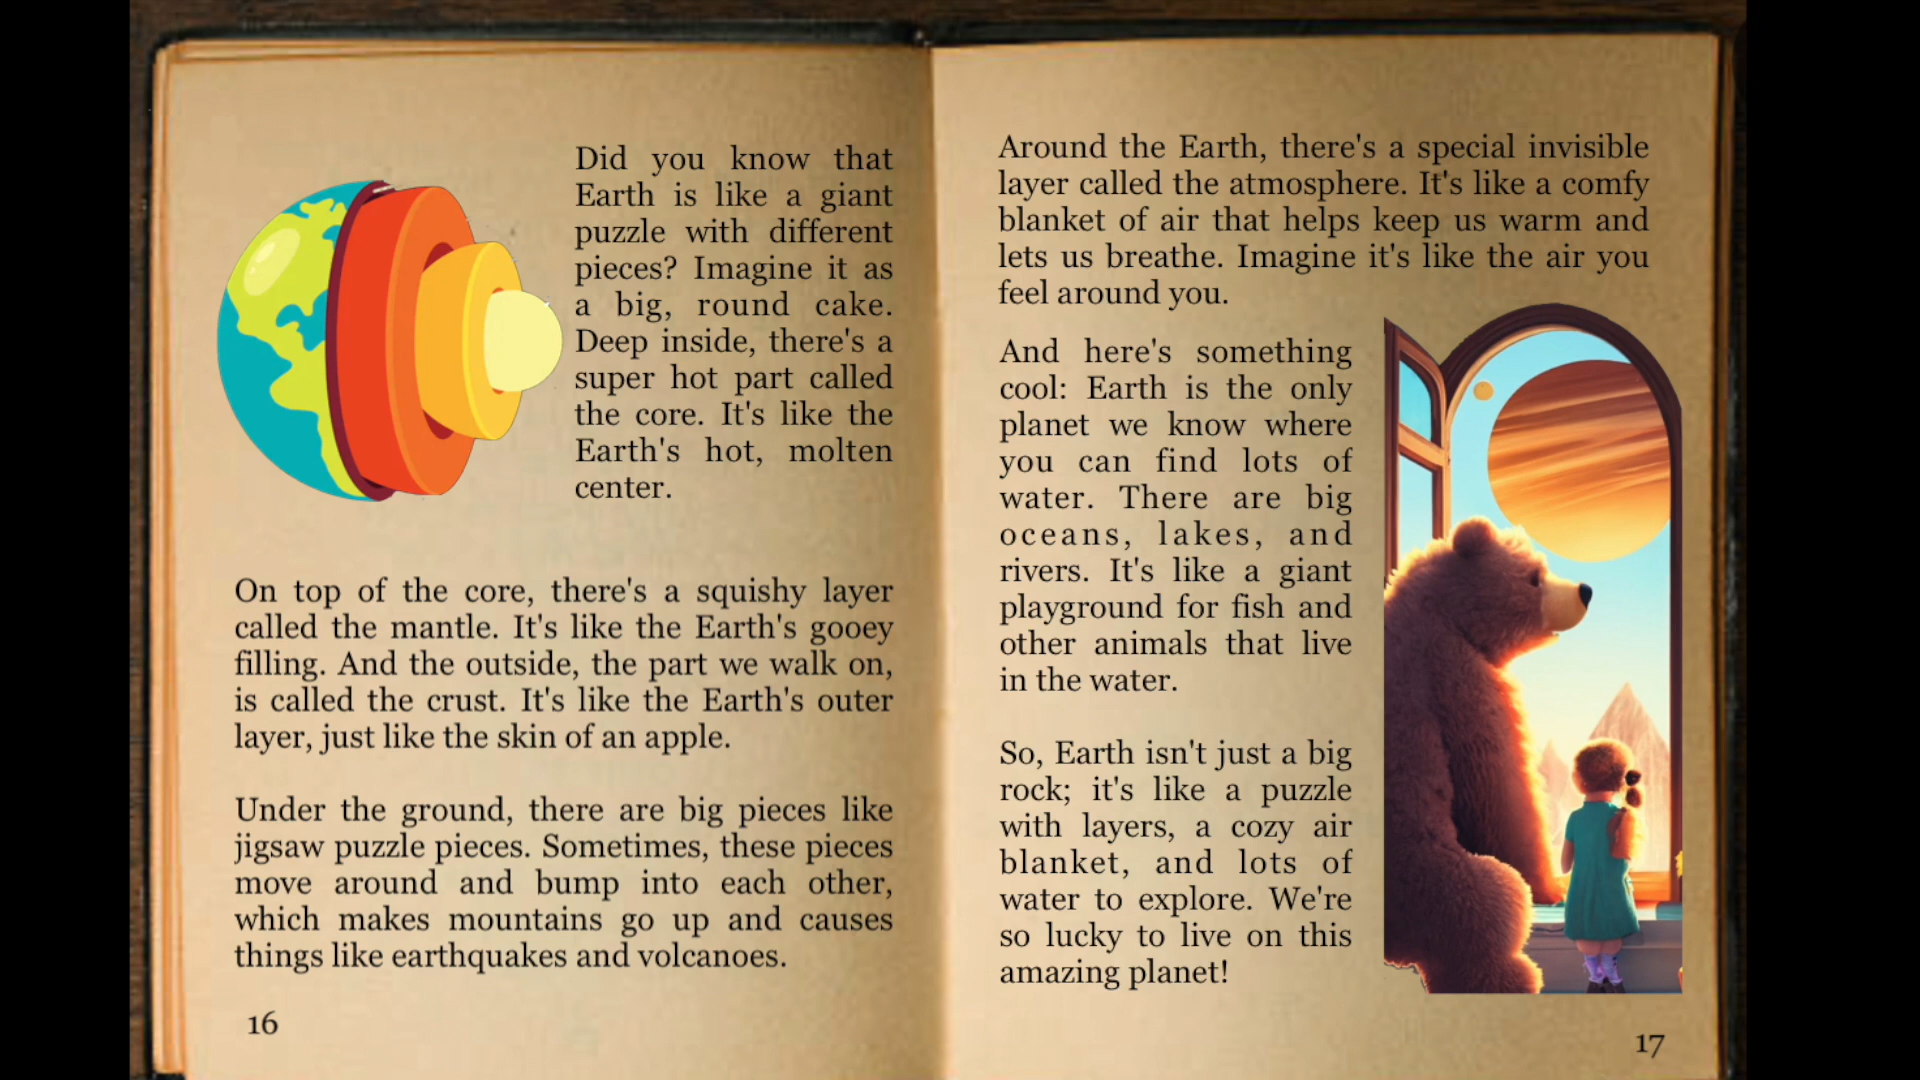 Did you know that
Earth is like a giant
puzzle with different
pieces? Imagine it as
a big, round cake.
Deep inside, there's a
super hot part called
the core. It's like the
Earth's hot, molten
center.
On top of the core, there's a squishy layer
called the mantle. It's like the Earth's gooey
filling. And the outside, the part we walk on,
is called the crust. It's like the Earth's outer
layer, just like the skin of an apple.
Under the ground, there are big pieces like
jigsaw puzzle pieces. Sometimes, these pieces
move around and bump into each other,
which makes mountains go up and causes
things like earthquakes and volcanoes.
16
Around the Earth, there's a special invisible
layer called the atmosphere. It's like a comfy
blanket of air that helps keep us warm and
lets us breathe. Imagine it's like the air you
feel around you.
And here's something
cool: Earth is the only
planet we know where
you can find lots of
water. There are big
oceans, lakes, and
rivers. It's like a giant
playground for fish and
other animals that live
in the water.
So, Earth isn't just a big
rock; it's like a puzzle
with layers, a cozy air
blanket, and lots of
water to explore. We're
so lucky to live on this
amazing planet!
17